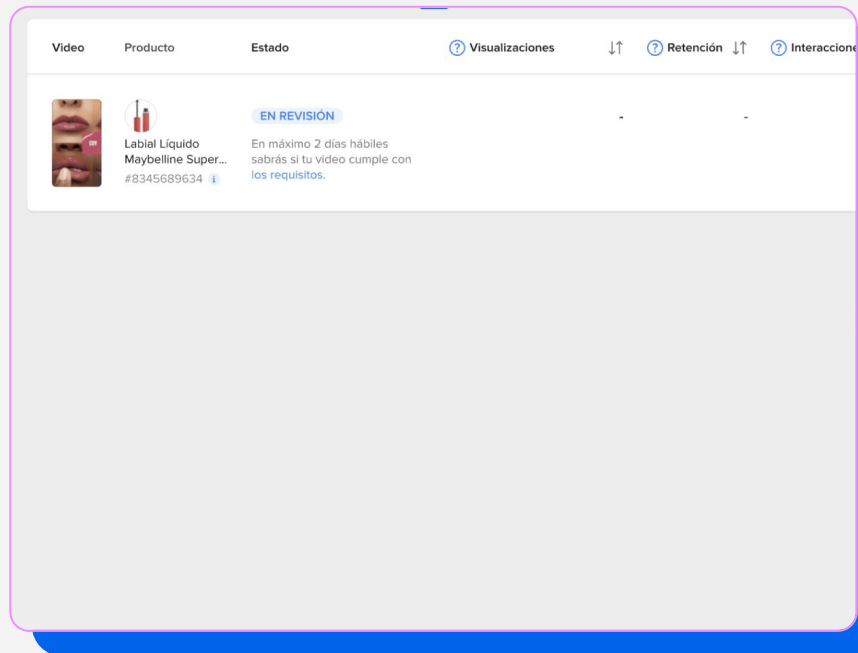 Video Producto Estado Visualizaciones Retención Interaccione
EN REVISIÓN - -
Labial Líquido
Maybelline Super...
#8345689634
En máximo 2 días hábiles
sabrás si tu video cumple con
los requisitos.